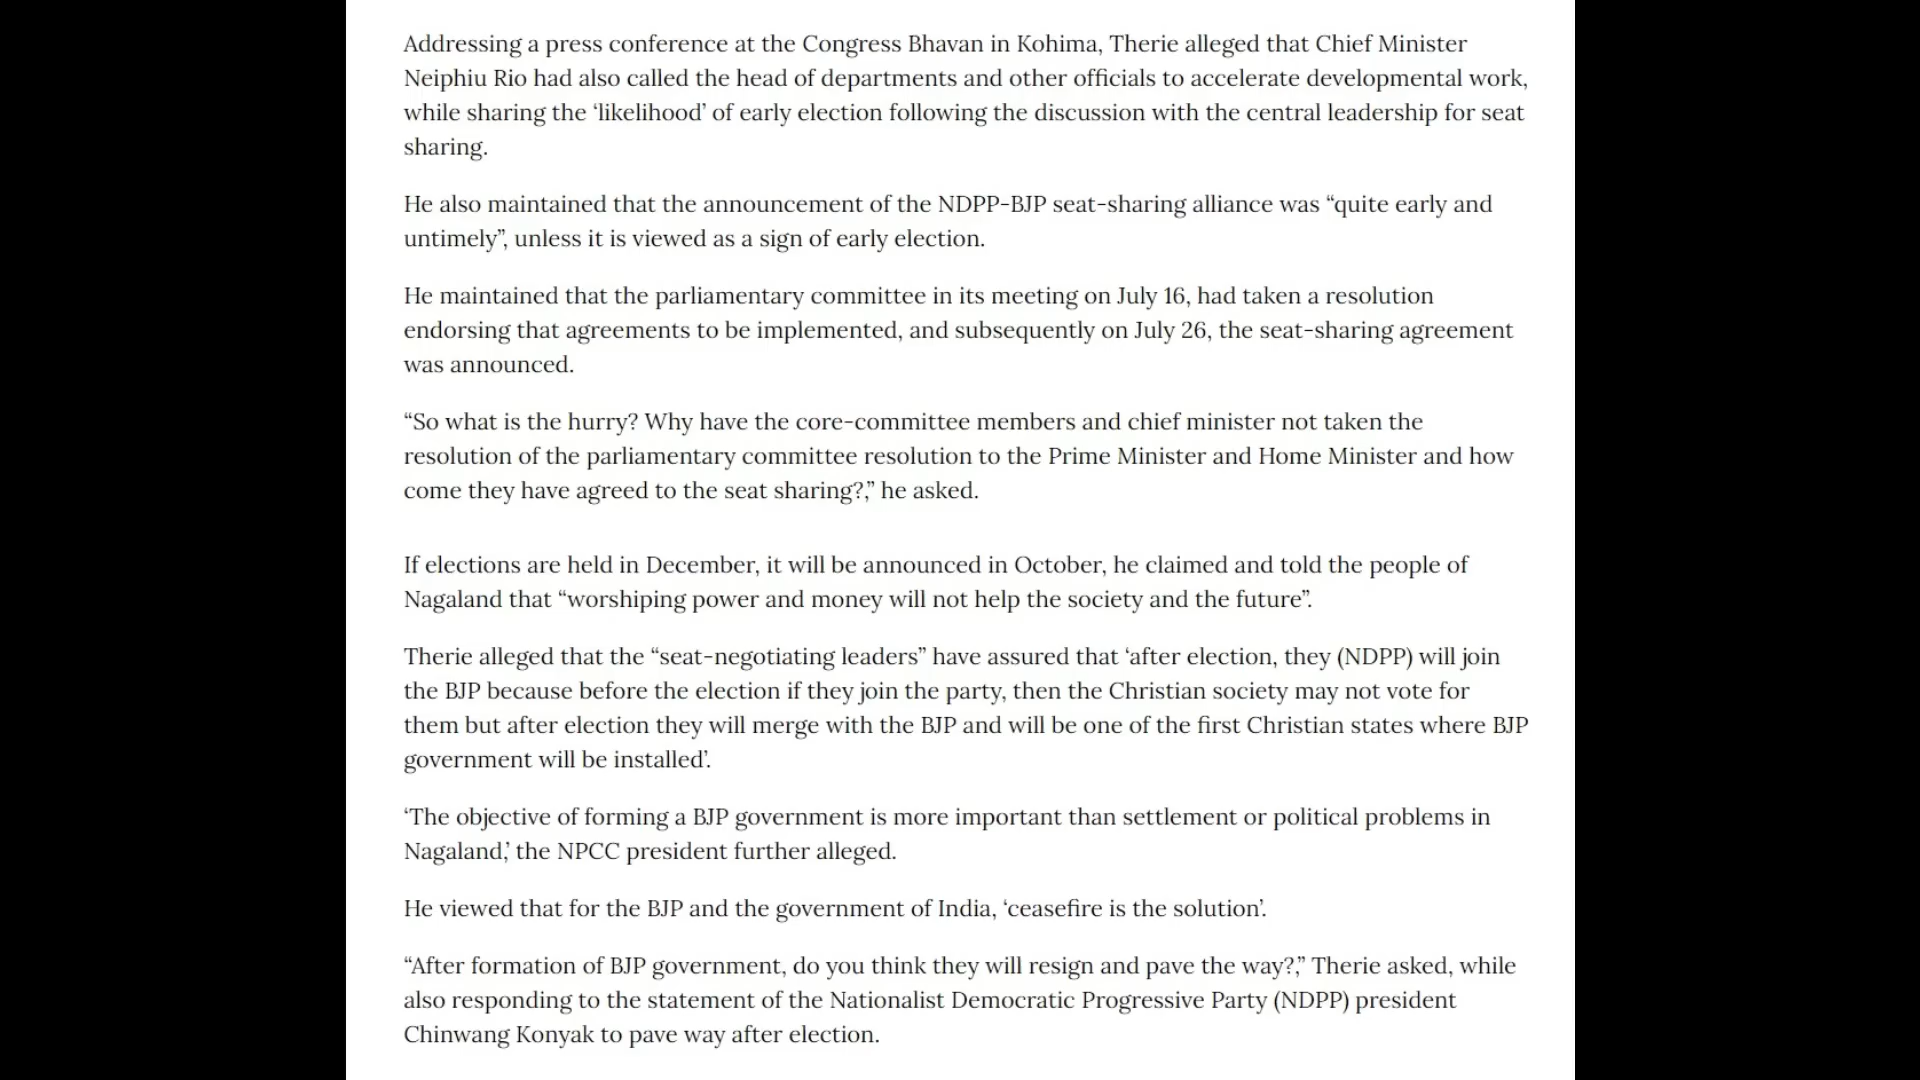 Addressing a press conference at the Congress Bhavan in Kohima, Therie alleged that Chief Minister
Neiphiu Rio had also called the head of departments and other officials to accelerate developmental work,
while sharing the ‘likelihood’ of early election following the discussion with the central leadership for seat
sharing.
He also maintained that the announcement of the NDPP-BJP seat-sharing alliance was “quite early and
untimely”, unless it is viewed as a sign of early election.
He maintained that the parliamentary committee in its meeting on July 16, had taken a resolution
endorsing that agreements to be implemented, and subsequently on July 26, the seat-sharing agreement
was announced.
“So what is the hurry? Why have the core-committee members and chief minister not taken the
resolution of the parliamentary committee resolution to the Prime Minister and Home Minister and how
come they have agreed to the seat sharing?,” he asked.
If elections are held in December, it will be announced in October, he claimed and told the people of
Nagaland that “worshiping power and money will not help the society and the future”.
Therie alleged that the “seat-negotiating leaders” have assured that ‘after election, they (NDPP) will join
the BJP because before the election if they join the party, then the Christian society may not vote for
them but after election they will merge with the BJP and will be one of the first Christian states where BJP
government will be installed’.
‘The objective of forming a BJP government is more important than settlement or political problems in
Nagaland,’ the NPCC president further alleged.
He viewed that for the BJP and the government of India, ‘ceasefire is the solution’.
“After formation of BJP government, do you think they will resign and pave the way?,” Therie asked, while
also responding to the statement of the Nationalist Democratic Progressive Party (NDPP) president
Chinwang Konyak to pave way after election.